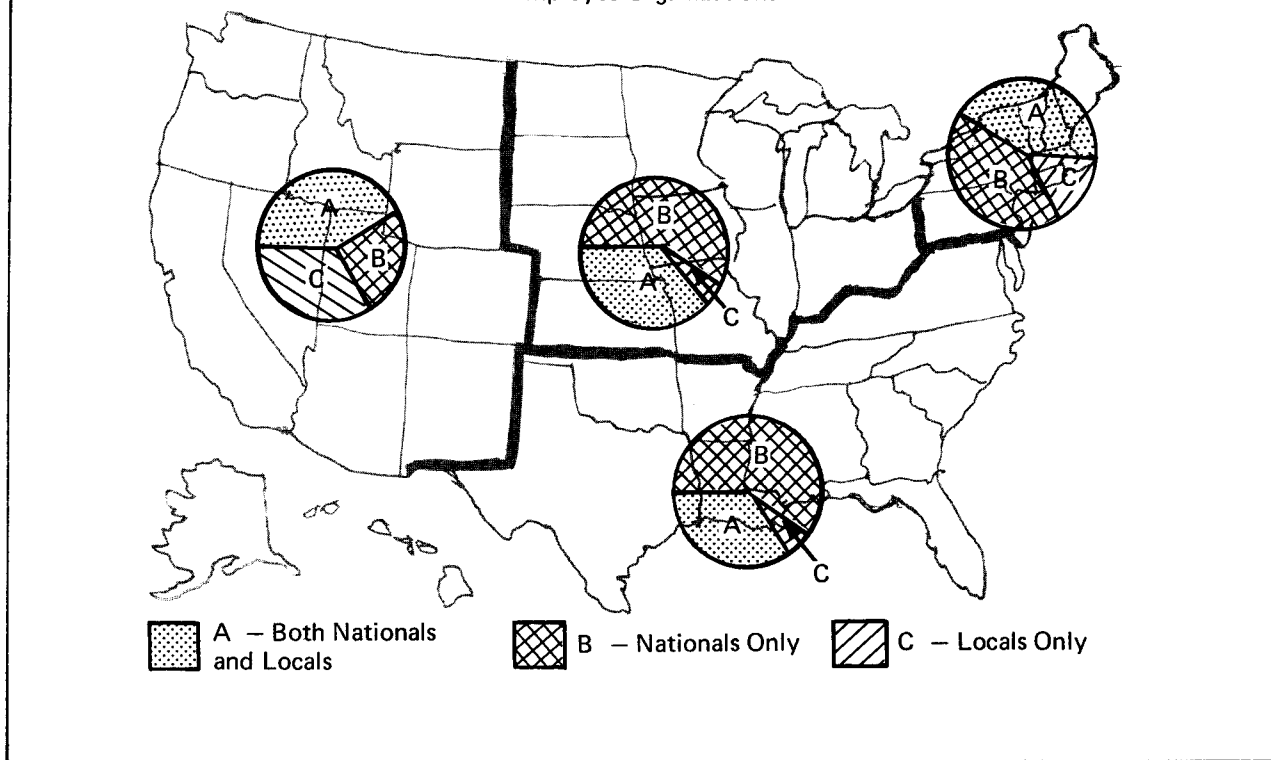 A
B
C
B
A
C
A
B
C
B
A
C
A – Both Nationals
and Locals
B – Nationals Only
C – Locals Only